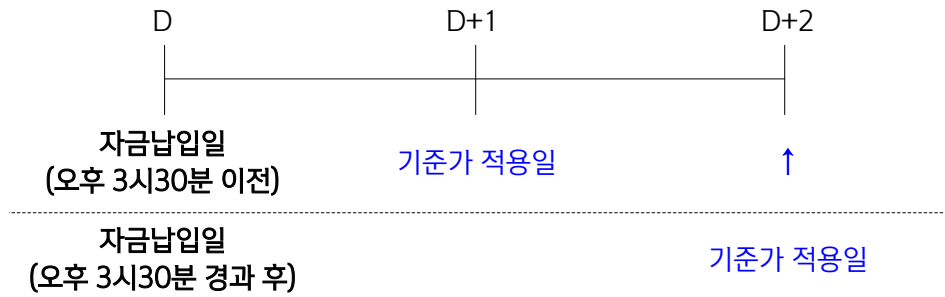 D D+1 D+2
자금납입일
(오후 3시30분 이전)
기준가 적용일
↑
자금납입일
(오후 3시30분 경과 후)
기준가 적용일